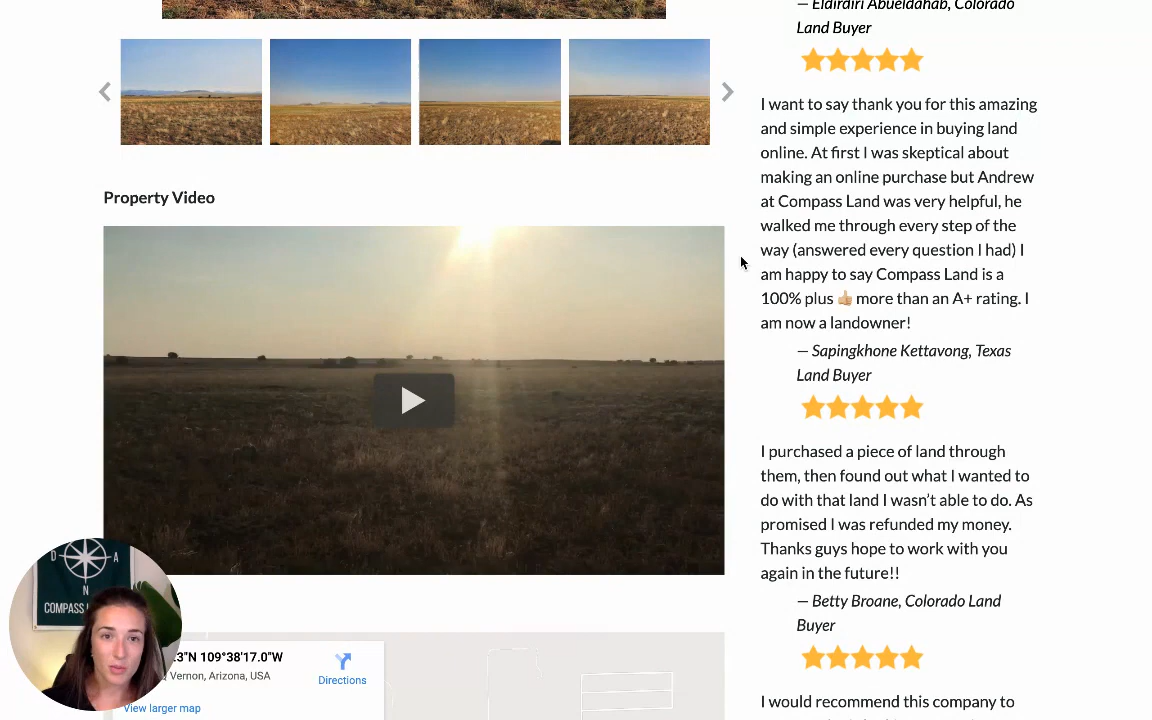 — Eldirdiri Abueldahab, Colorado
Land Buyer
I want to say thank you for this amazing
and simple experience in buying land
online. At first I was skeptical about
making an online purchase but Andrew
at Compass Land was very helpful, he
walked me through every step of the
way (answered every question I had) I
am happy to say Compass Land is a
100% plus 👍🏼 more than an A+ rating. I
am now a landowner!
— Sapingkhone Kettavong, Texas
Land Buyer
I purchased a piece of land through
them, then found out what I wanted to
do with that land I wasn’t able to do. As
promised I was refunded my money.
Thanks guys hope to work with you
again in the future!!
— Betty Broane, Colorado Land
Buyer
I would recommend this company to
Property Video
3"N 109°38'17.0"W
Vernon, Arizona, USA
Directions
View larger map
D A
N
COMPASS